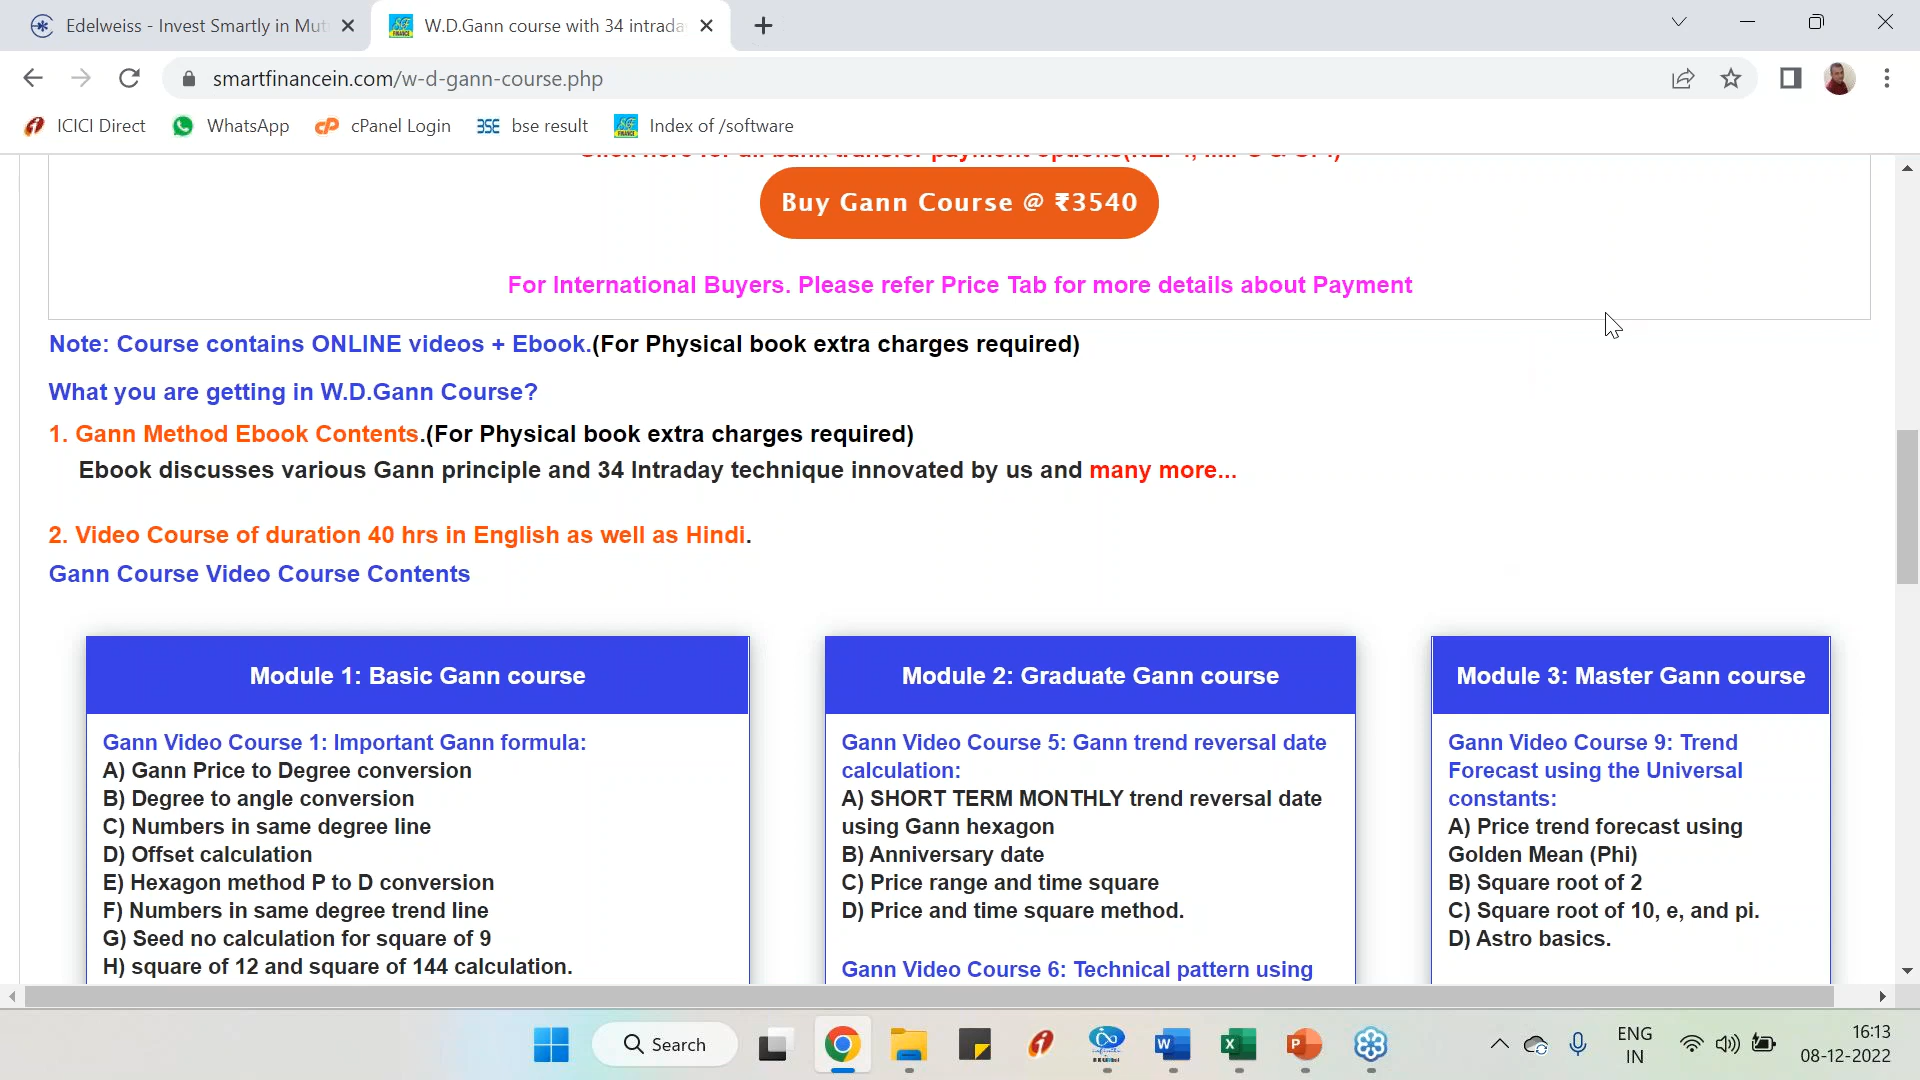 Edelweiss - Invest Smartly in Mut
W.D.Gann course with 34 intrada
smartfinancein.com/w-d-gann-course.php
ICICI Direct
WhatsApp
cPanel Login
bse result
Index of /software
Click here for all bank transfer payment options(NEFT, IMPS & UPI)
Buy Gann Course @ ₹3540
For International Buyers. Please refer Price Tab for more details about Payment
Note: Course contains ONLINE videos + Ebook.(For Physical book extra charges required)
What you are getting in W.D.Gann Course?
1. Gann Method Ebook Contents.(For Physical book extra charges required)
Ebook discusses various Gann principle and 34 Intraday technique innovated by us and many more...
2. Video Course of duration 40 hrs in English as well as Hindi.
Gann Course Video Course Contents
Module 1: Basic Gann course
Gann Video Course 1: Important Gann formula:
A) Gann Price to Degree conversion
B) Degree to angle conversion
C) Numbers in same degree line
D) Offset calculation
E) Hexagon method P to D conversion
F) Numbers in same degree trend line
G) Seed no calculation for square of 9
H) square of 12 and square of 144 calculation.
Module 2: Graduate Gann course
Gann Video Course 5: Gann trend reversal date
calculation:
A) SHORT TERM MONTHLY trend reversal date
using Gann hexagon
B) Anniversary date
C) Price range and time square
D) Price and time square method.
Gann Video Course 6: Technical pattern using
Module 3: Master Gann course
Gann Video Course 9: Trend
Forecast using the Universal
constants:
A) Price trend forecast using
Golden Mean (Phi)
B) Square root of 2
C) Square root of 10, e, and pi.
D) Astro basics.
Search
ENG
IN
16:13
08-12-2022